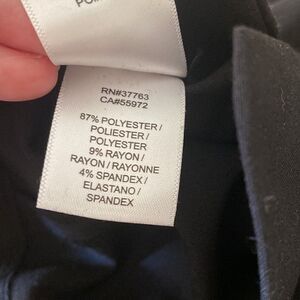 RN#37763
CA#55972
87% POLYESTER /
POLIESTER /
POLYESTER
9% RAYON /
RAYON / RAYONNE
4% SPANDEX /
ELASTANO /
SPANDEX